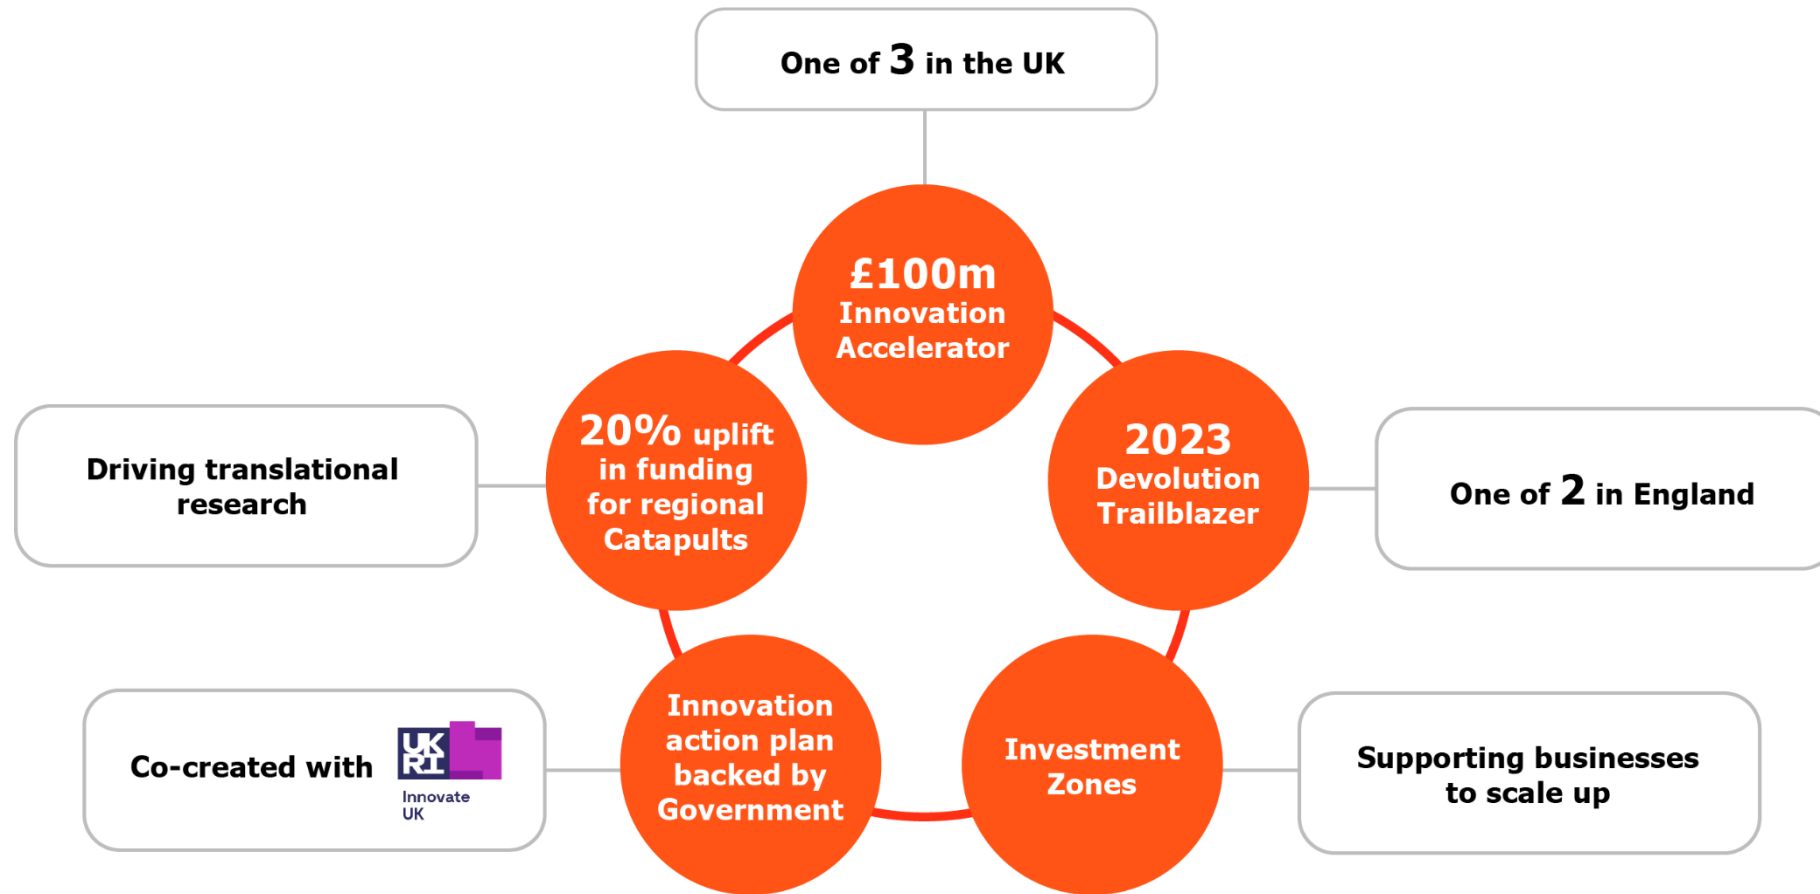 One of 3 in the UK
£100m
Innovation
Accelerator
20% uplift
in funding
for regional
Catapults
2023
Devolution
Trailblazer
Driving translational
research
One of 2 in England
Innovation
action plan
backed by
Government
Investment
Zones
Co-created with
UK
RI
Innovate
UK
Supporting businesses
to scale up